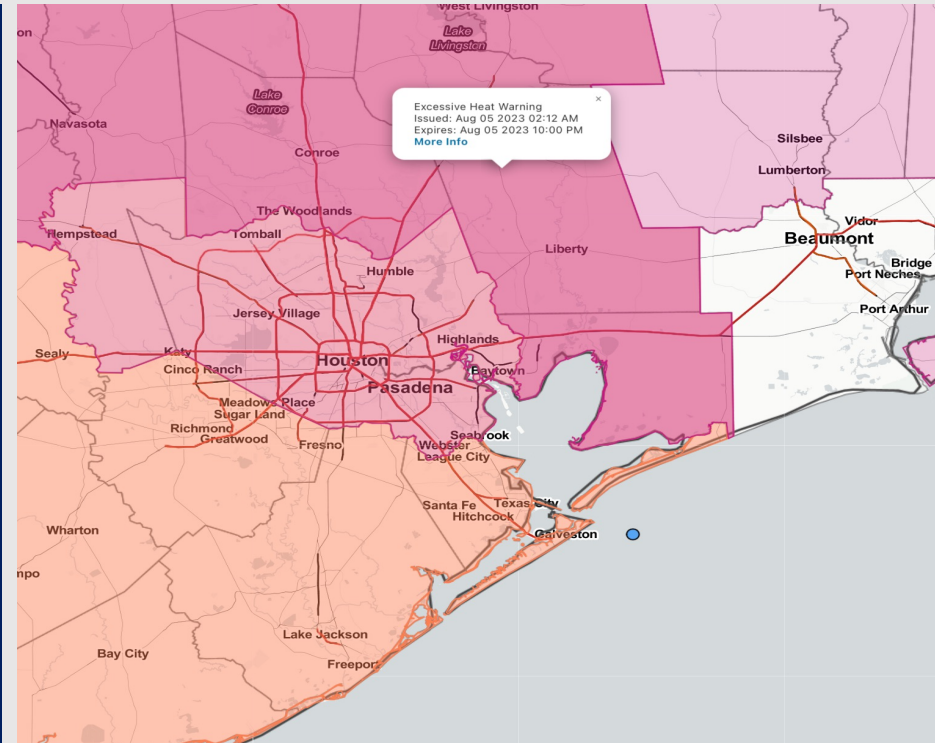 West Livingston
on
Lake
Livingston
×
Excessive Heat Warning
Issued: Aug 05 2023 02:12 AM
Expires: Aug 05 2023 10:00 PM
More Info
Lake
Conroe
Navasota
Conroe
Silsbee
Lumberton
The Woodlands
Hempstead
Tomball
Vidor
Beaumont
Liberty
Humble
Bridge
Port Neches
Jersey Village
Port Arthur
Highlands
Sealy
Katy
Houston
Cinco Ranch
Baytown
Pasadena
Meadows Place
Sugar Land
Richmond
Greatwood
Fresno
Seabrook
Webster
League City
Santa Fe
Texas City
Hitchcock
Galveston
Wharton
mpo
Lake Jackson
Bay City
Freeport